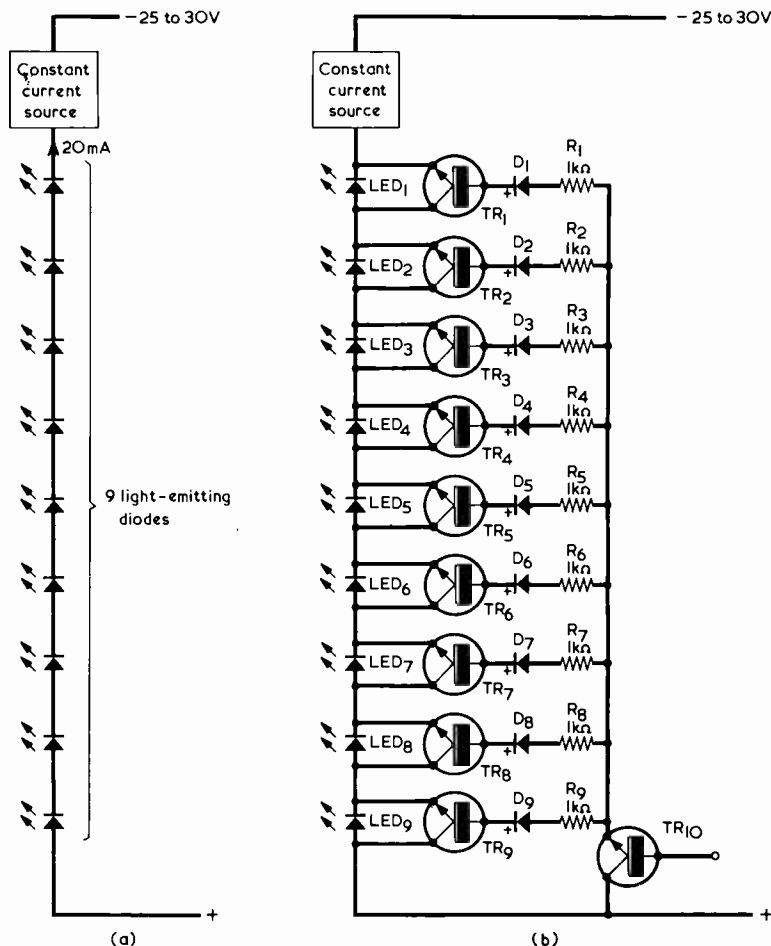 −25 to 30V
Constant
current
source
20mA
9 light-emitting
diodes
+
(a)
−25 to 30V
Constant
current
source
LED1
TR1
D1
+
R1
1kΩ
LED2
TR2
D2
+
R2
1kΩ
LED3
TR3
D3
+
R3
1kΩ
LED4
TR4
D4
+
R4
1kΩ
LED5
TR5
D5
+
R5
1kΩ
LED6
TR6
D6
+
R6
1kΩ
LED7
TR7
D7
+
R7
1kΩ
LED8
TR8
D8
+
R8
1kΩ
LED9
TR9
D9
+
R9
1kΩ
TR10
+
(b)